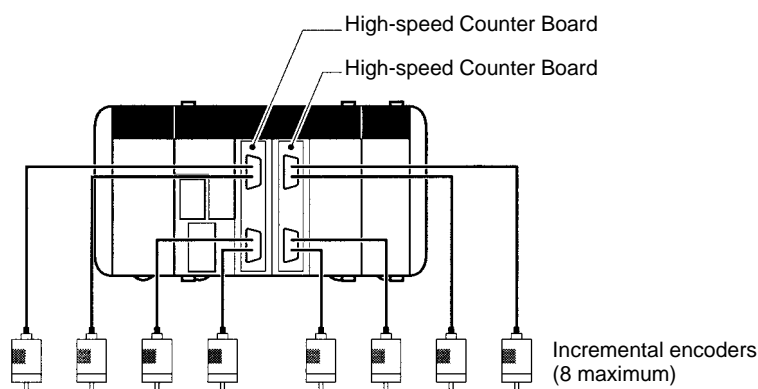 High-speed Counter Board
High-speed Counter Board
Incremental encoders
(8 maximum)